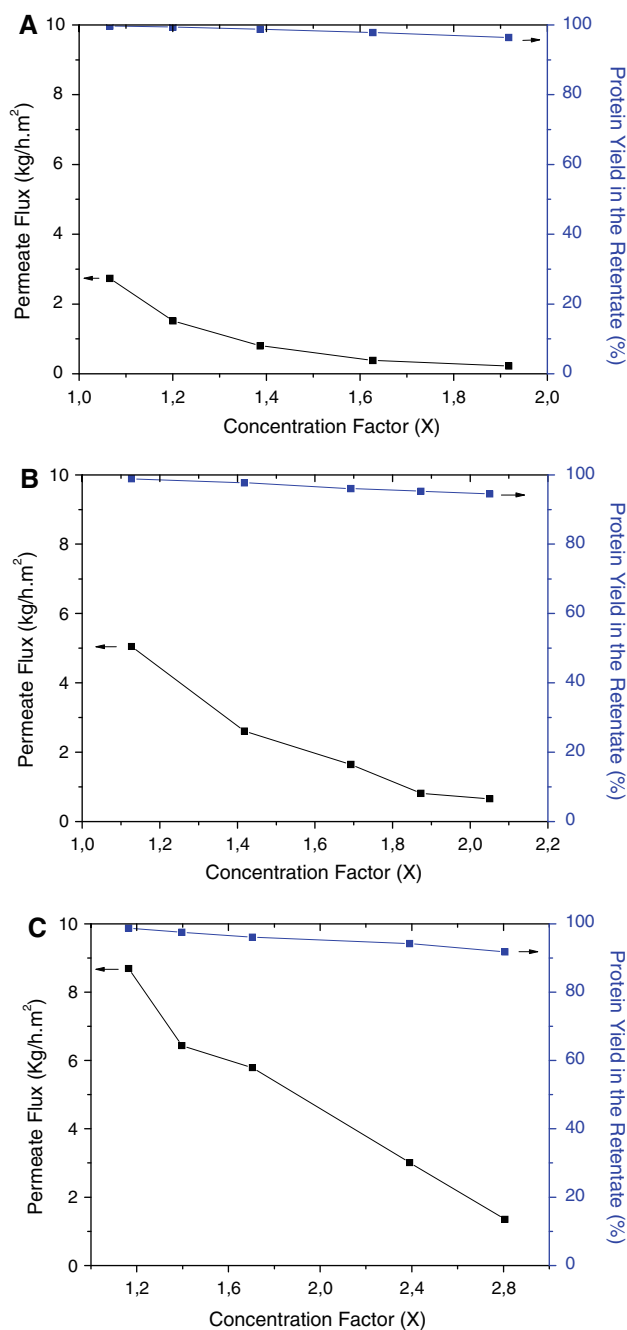 A
10
8
6
4
2
0
Permeate Flux (kg/h.m²)
100
80
60
40
20
0
Protein Yield in the Retentate (%)
1,0 1,2 1,4 1,6 1,8 2,0
Concentration Factor (X)
B
10
8
6
4
2
0
Permeate Flux (kg/h.m²)
100
80
60
40
20
0
Protein Yield in the Retentate (%)
1,0 1,2 1,4 1,6 1,8 2,0 2,2
Concentration Factor (X)
C
10
8
6
4
2
0
Permeate Flux (Kg/h.m²)
100
80
60
40
20
0
Protein Yield in the Retentate (%)
1,2 1,6 2,0 2,4 2,8
Concentration Factor (X)